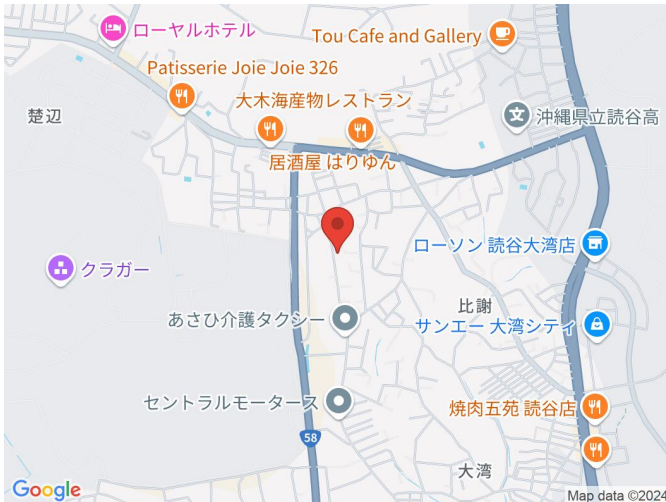 ローヤルホテル
Tou Cafe and Gallery
Patisserie Joie Joie 326
大木海産物レストラン
楚辺
沖縄県立読谷高
居酒屋 はりゆん
ローソン 読谷大湾店
クラガー
比謝
あさひ介護タクシー
サンエー 大湾シティ
セントラルモータース
焼肉五苑 読谷店
58
大湾
Google
Map data ©2024